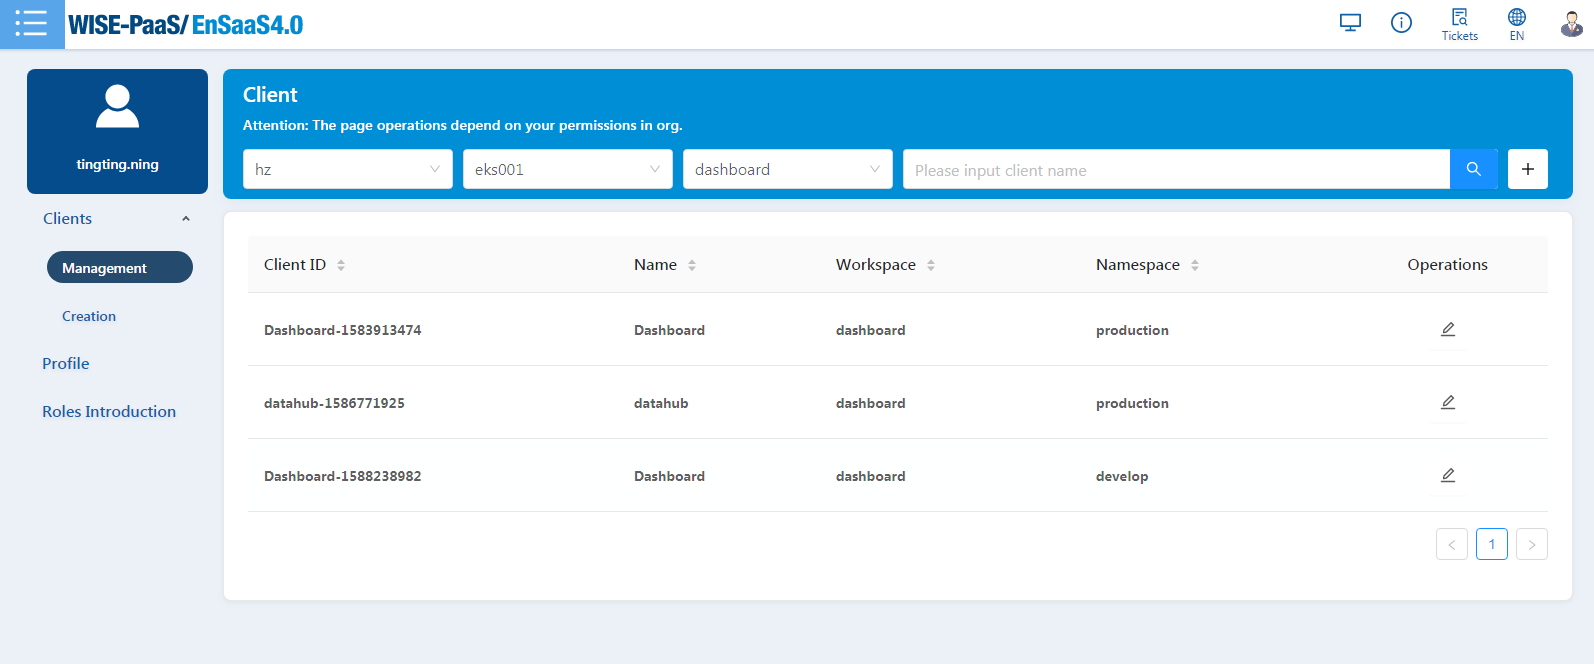 WISE-PaaS/ EnSaaS4.0
Tickets
EN
tingting.ning
Clients
Management
Creation
Profile
Roles Introduction
Client
Attention: The page operations depend on your permissions in org.
hz eks001 dashboard Please input client name
Client ID Name Workspace Namespace Operations
Dashboard-1583913474 Dashboard dashboard production
datahub-1586771925 datahub dashboard production
Dashboard-1588238982 Dashboard dashboard develop
< 1 >